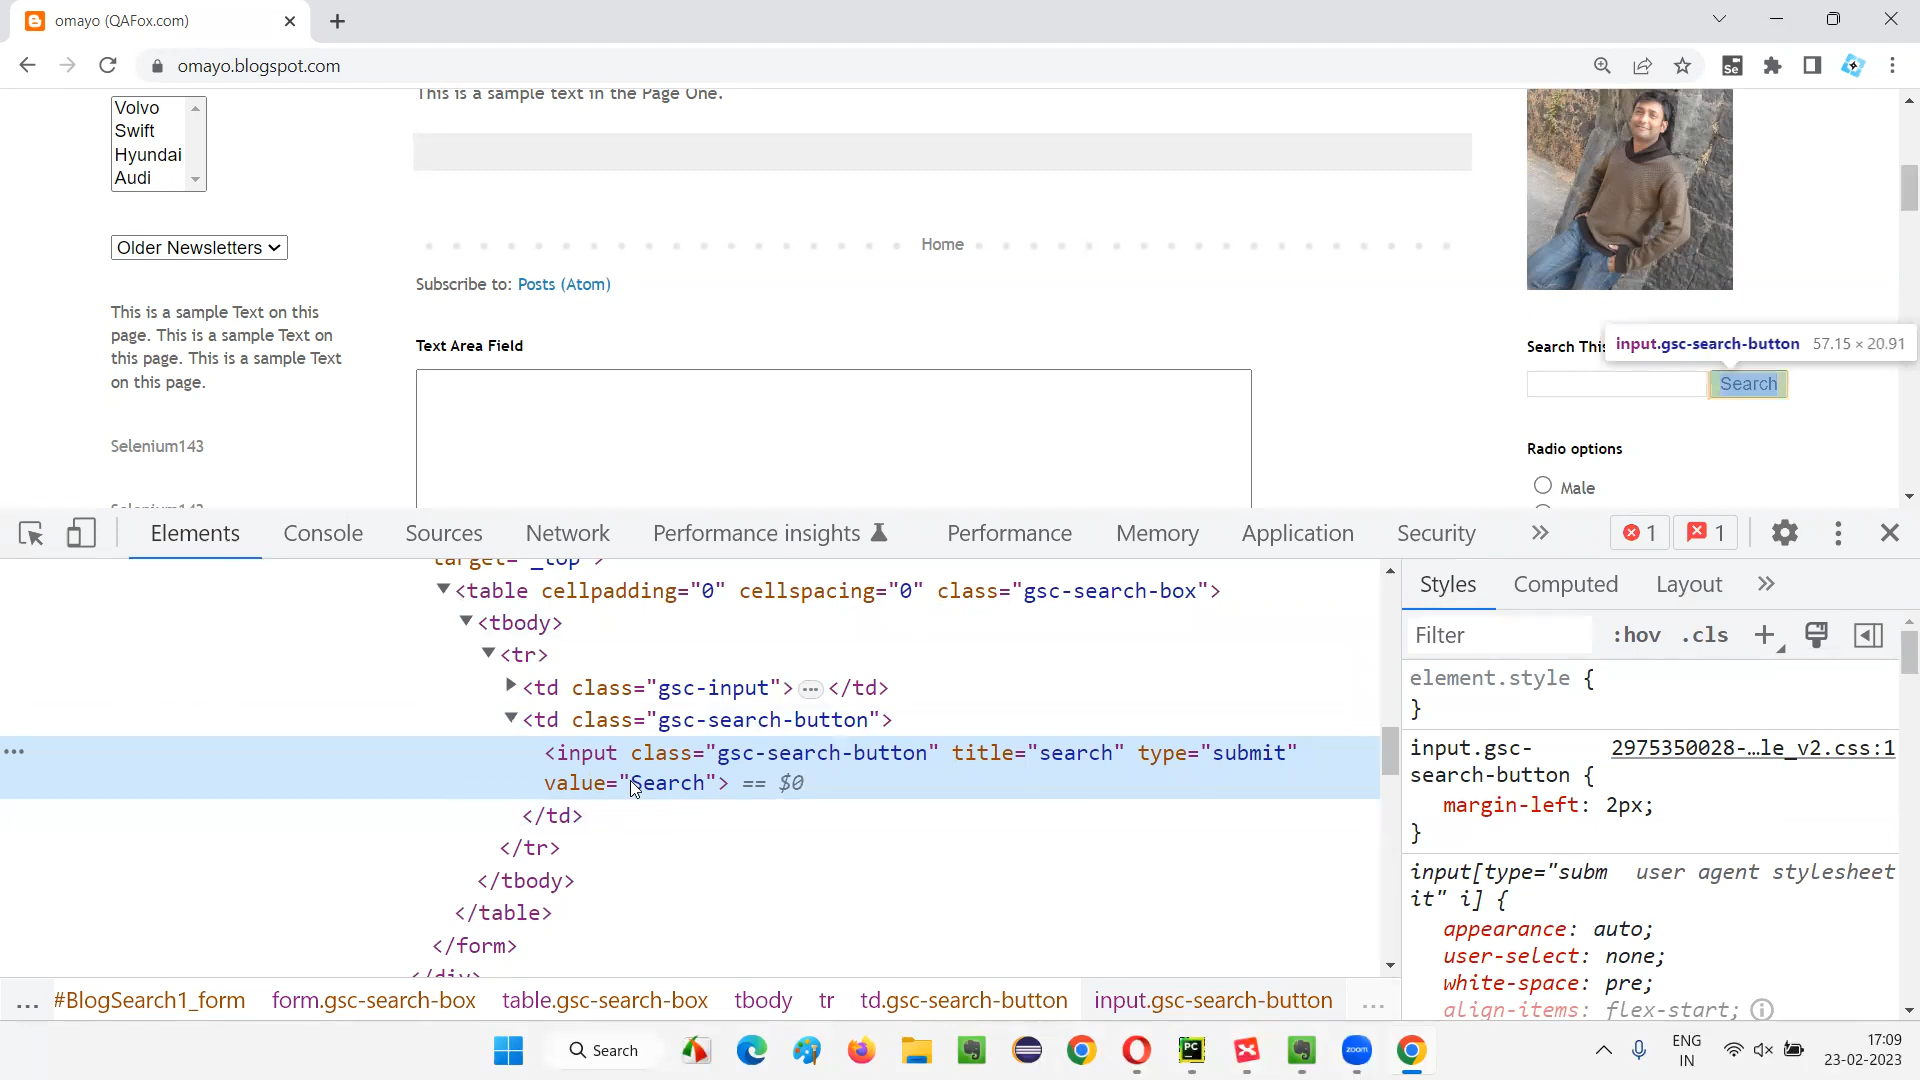 omayo (QAFox.com)
omayo.blogspot.com
This is a sample text in the Page One.
Volvo
Swift
Hyundai
Audi
Older Newsletters
Home
Subscribe to: Posts (Atom)
This is a sample Text on this
page. This is a sample Text on
this page. This is a sample Text
on this page.
Text Area Field
Search This
input.gsc-search-button 57.15 × 20.91
Search
Selenium143
Radio options
Male
Selenium143
Elements Console Sources Network Performance insights Performance Memory Application Security » 1 1
target="_top">
<table cellpadding="0" cellspacing="0" class="gsc-search-box">
<tbody>
<tr>
<td class="gsc-input">…</td>
<td class="gsc-search-button">
<input class="gsc-search-button" title="search" type="submit"
value="Search"> == $0
</td>
</tr>
</tbody>
</table>
</form>
</div>
Styles Computed Layout »
Filter :hov .cls
element.style {
}
input.gsc- 2975350028-…le_v2.css:1
search-button {
margin-left: 2px;
}
input[type="subm user agent stylesheet
it" i] {
appearance: auto;
user-select: none;
white-space: pre;
align-items: flex-start;
… #BlogSearch1_form form.gsc-search-box table.gsc-search-box tbody tr td.gsc-search-button input.gsc-search-button …
Search
PC
zoom
ENG
IN
17:09
23-02-2023
Se